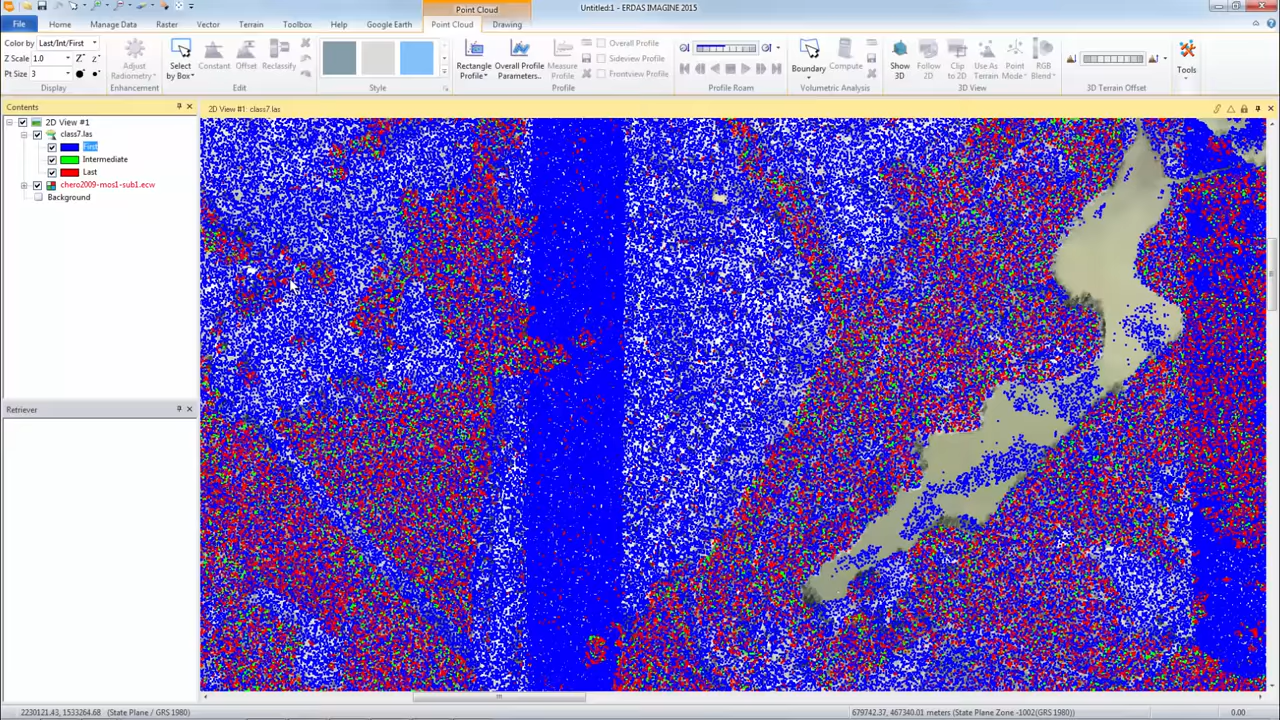 Untitled:1 - ERDAS IMAGINE 2015
Point Cloud
File Home Manage Data Raster Vector Terrain Toolbox Help Google Earth Point Cloud Drawing
Color by Last/Int/First
Z Scale 1.0
Pt Size 3
Display
Adjust Radiometry
Enhancement
Select by Box
Constant
Offset
Reclassify
Edit
Style
Rectangle Profile
Overall Profile Parameters..
Measure Profile
Overall Profile
Sideview Profile
Frontview Profile
Profile
Profile Roam
Boundary
Compute
Volumetric Analysis
Show 3D
Follow 2D
Clip to 2D
Use As Terrain
Point Mode
RGB Blend
3D View
3D Terrain Offset
Tools
Contents
2D View #1: class7.las
2D View #1
class7.las
First
Intermediate
Last
chero2009-mos1-sub1.ecw
Background
Retriever
2230121.43, 1533264.68 (State Plane / GRS 1980)
679742.37, 467340.01 meters (State Plane Zone -1002(GRS 1980))
0.00